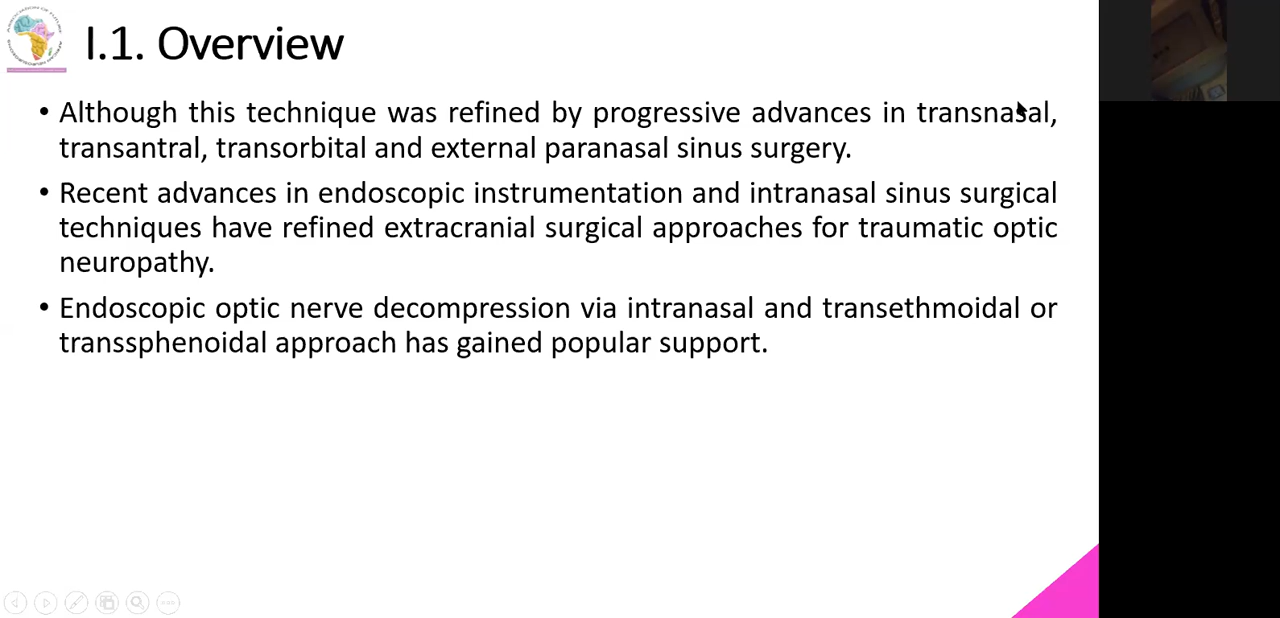 I.1. Overview
• Although this technique was refined by progressive advances in transnasal,
transantral, transorbital and external paranasal sinus surgery.
• Recent advances in endoscopic instrumentation and intranasal sinus surgical
techniques have refined extracranial surgical approaches for traumatic optic
neuropathy.
• Endoscopic optic nerve decompression via intranasal and transethmoidal or
transsphenoidal approach has gained popular support.